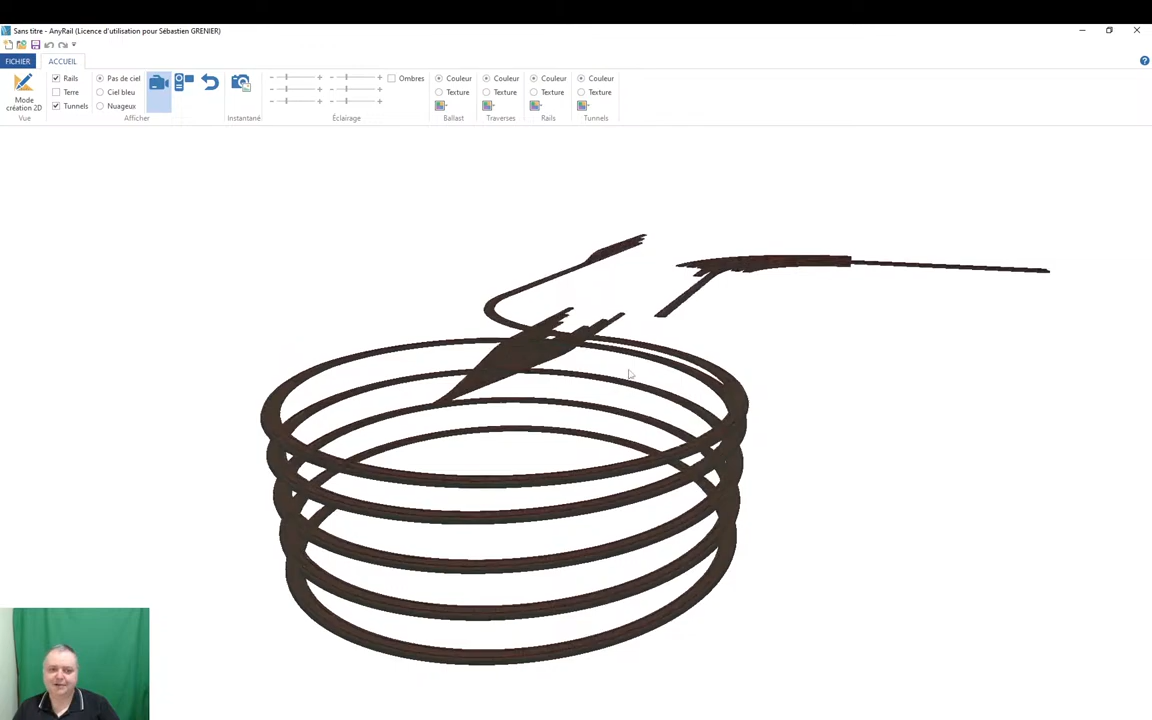 Sans titre - AnyRail (Licence d'utilisation pour Sébastien GRENIER)
FICHIER
ACCUEIL
Mode
création 2D
Vue
Rails
Terre
Tunnels
Pas de ciel
Ciel bleu
Nuageux
Afficher
Instantané
Ombres
Éclairage
Couleur
Texture
Ballast
Couleur
Texture
Traverses
Couleur
Texture
Rails
Couleur
Texture
Tunnels